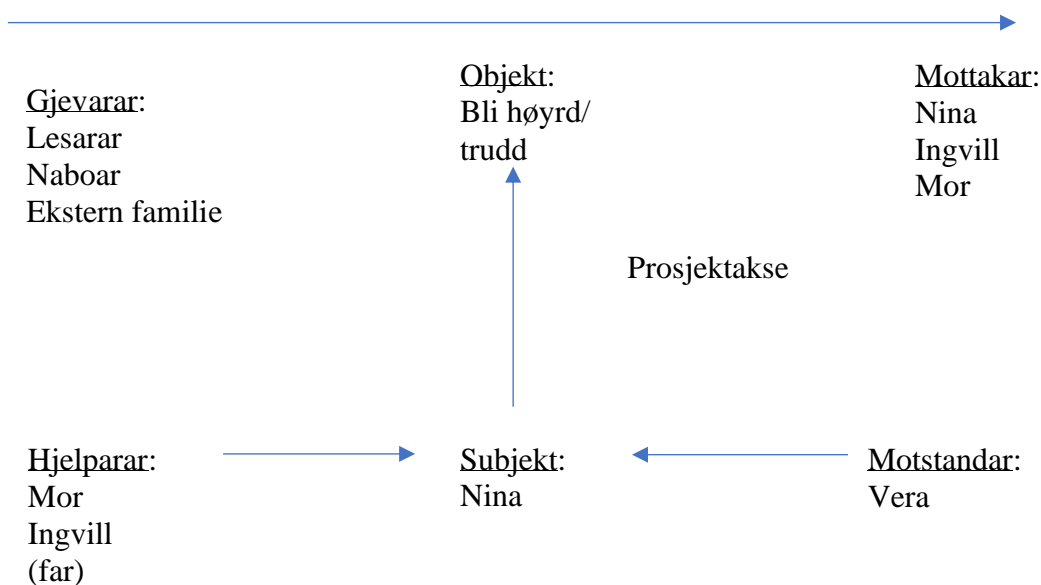 Gjevarar:
Lesarar
Naboar
Ekstern familie
Objekt:
Bli høyrd/
trudd
Mottakar:
Nina
Ingvill
Mor
Prosjektakse
Hjelparar:
Mor
Ingvill
(far)
Subjekt:
Nina
Motstandar:
Vera